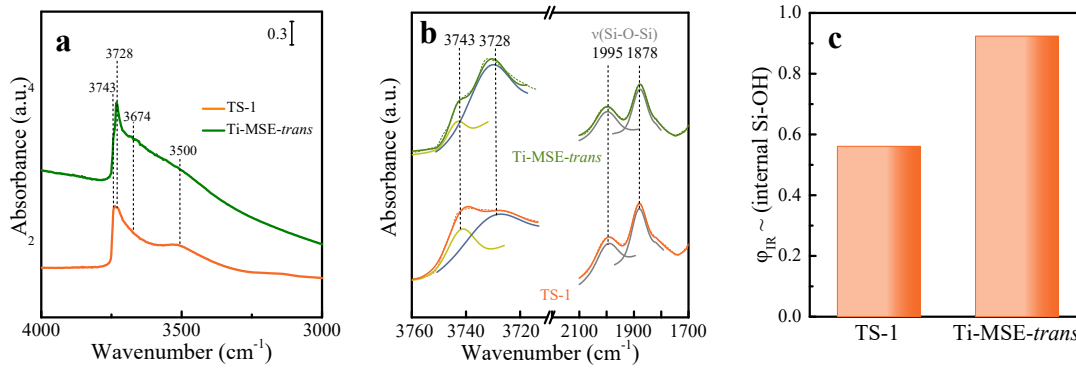 a
0.3
3728
3743
3674
3500
TS-1
Ti-MSE-trans
4
2
Absorbance (a.u.)
4000
3500
3000
Wavenumber (cm⁻¹)
b
3743
3728
ν(Si-O-Si)
1995
1878
Ti-MSE-trans
TS-1
Absorbance (a.u.)
3760
3740
3720
2100
1900
1700
Wavenumber (cm⁻¹)
c
1.0
0.8
0.6
0.4
0.2
0.0
φIR ~ (internal Si-OH)
TS-1
Ti-MSE-trans